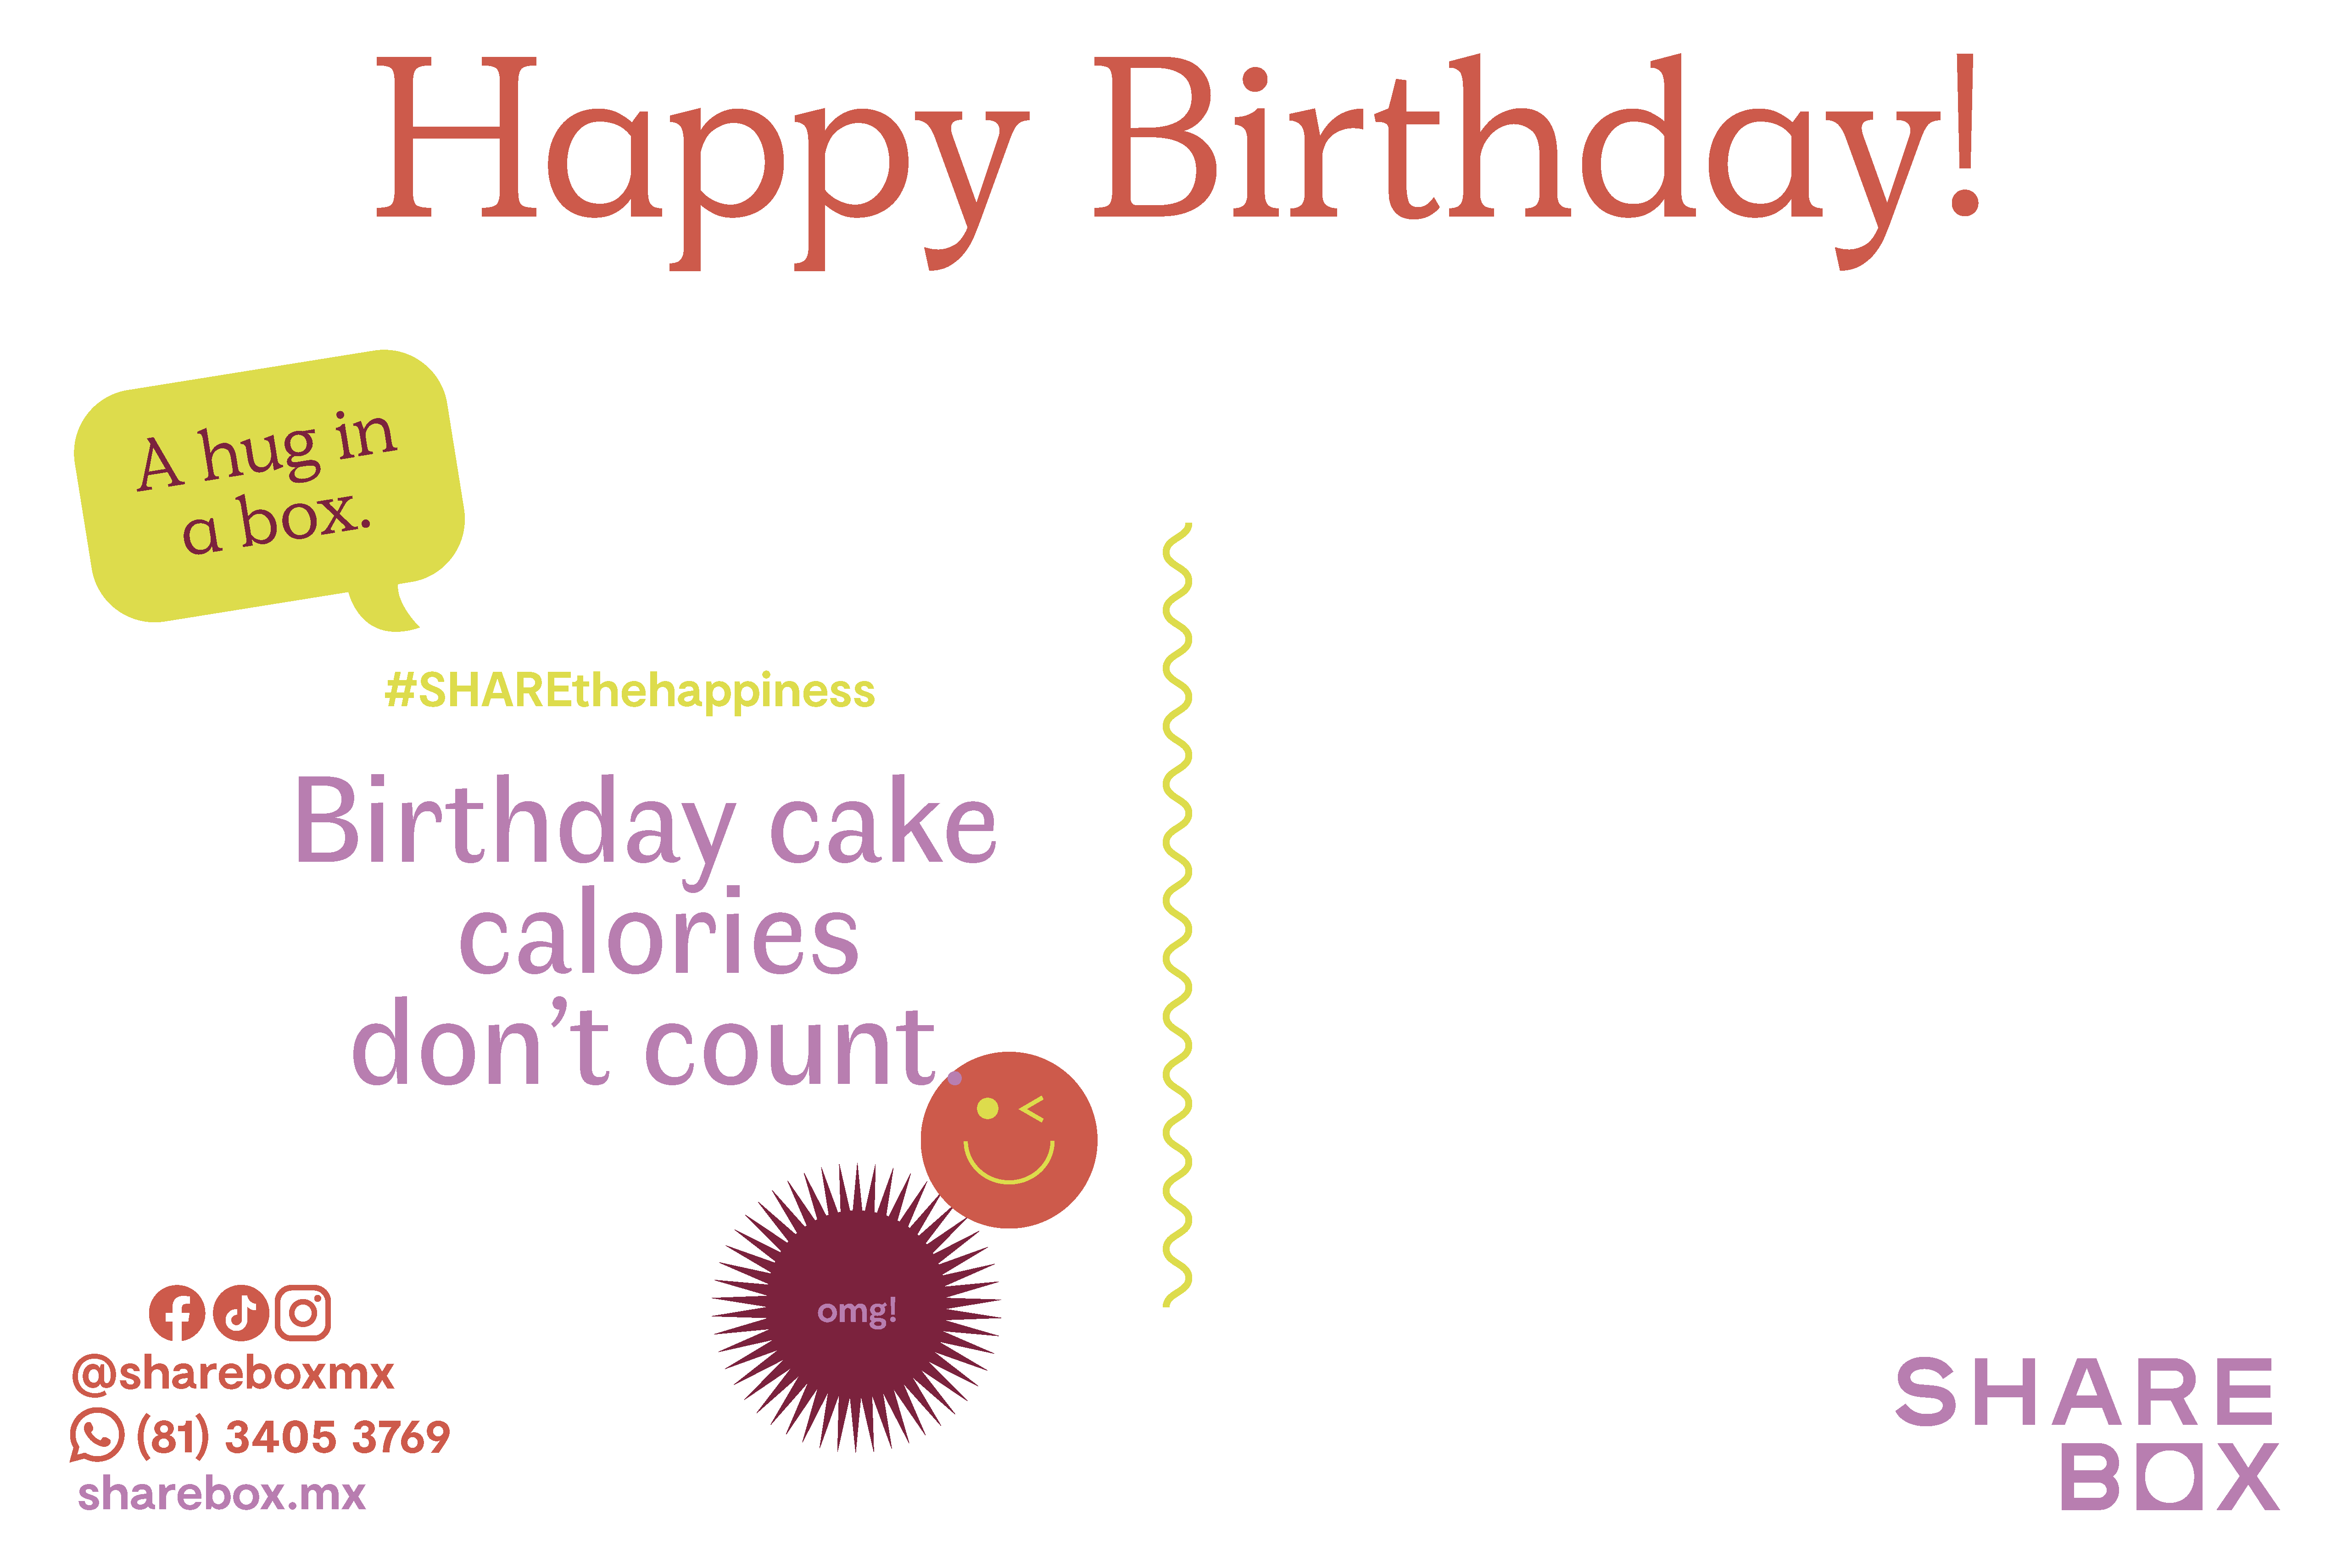 Happy Birthday!
A hug in
a box.
#SHAREthehappiness
Birthday cake
calories
don’t count.
omg!
@shareboxmx
(81) 3405 3769
sharebox.mx
SHARE
BOX